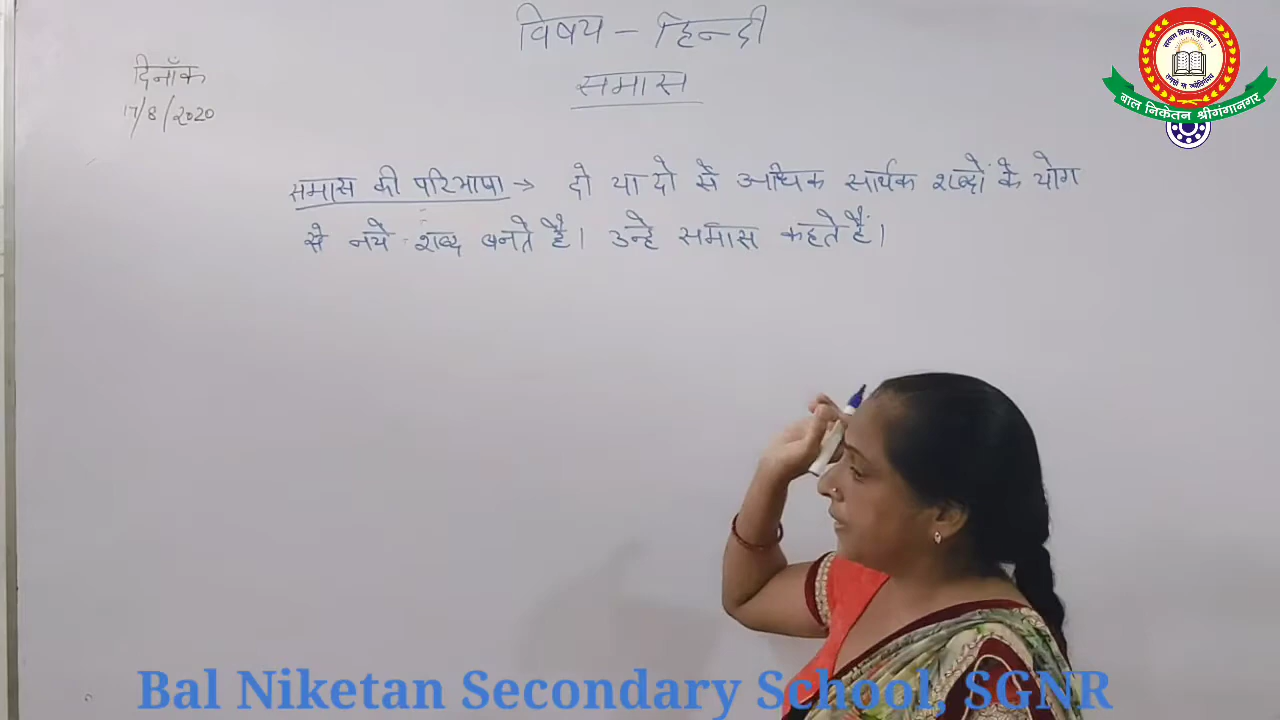 विषय – हिन्दी
समास
दिनाँक
17/8/2020
समास की परिभाषा → दो या दो से अधिक सार्थक शब्दों के योग
से नये शब्द बनते है। उन्हे समास कहते हैं।
बाल निकेतन श्रीगंगानगर
Bal Niketan Secondary School, SGNR